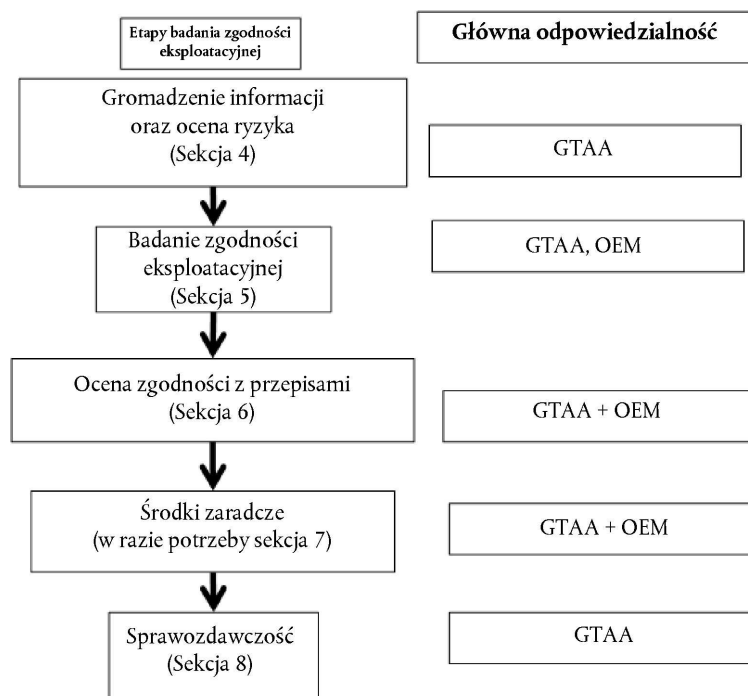 Etapy badania zgodności
eksploatacyjnej
Główna odpowiedzialność
Gromadzenie informacji
oraz ocena ryzyka
(Sekcja 4)
GTAA
Badanie zgodności
eksploatacyjnej
(Sekcja 5)
GTAA, OEM
Ocena zgodności z przepisami
(Sekcja 6)
GTAA + OEM
Środki zaradcze
(w razie potrzeby sekcja 7)
GTAA + OEM
Sprawozdawczość
(Sekcja 8)
GTAA